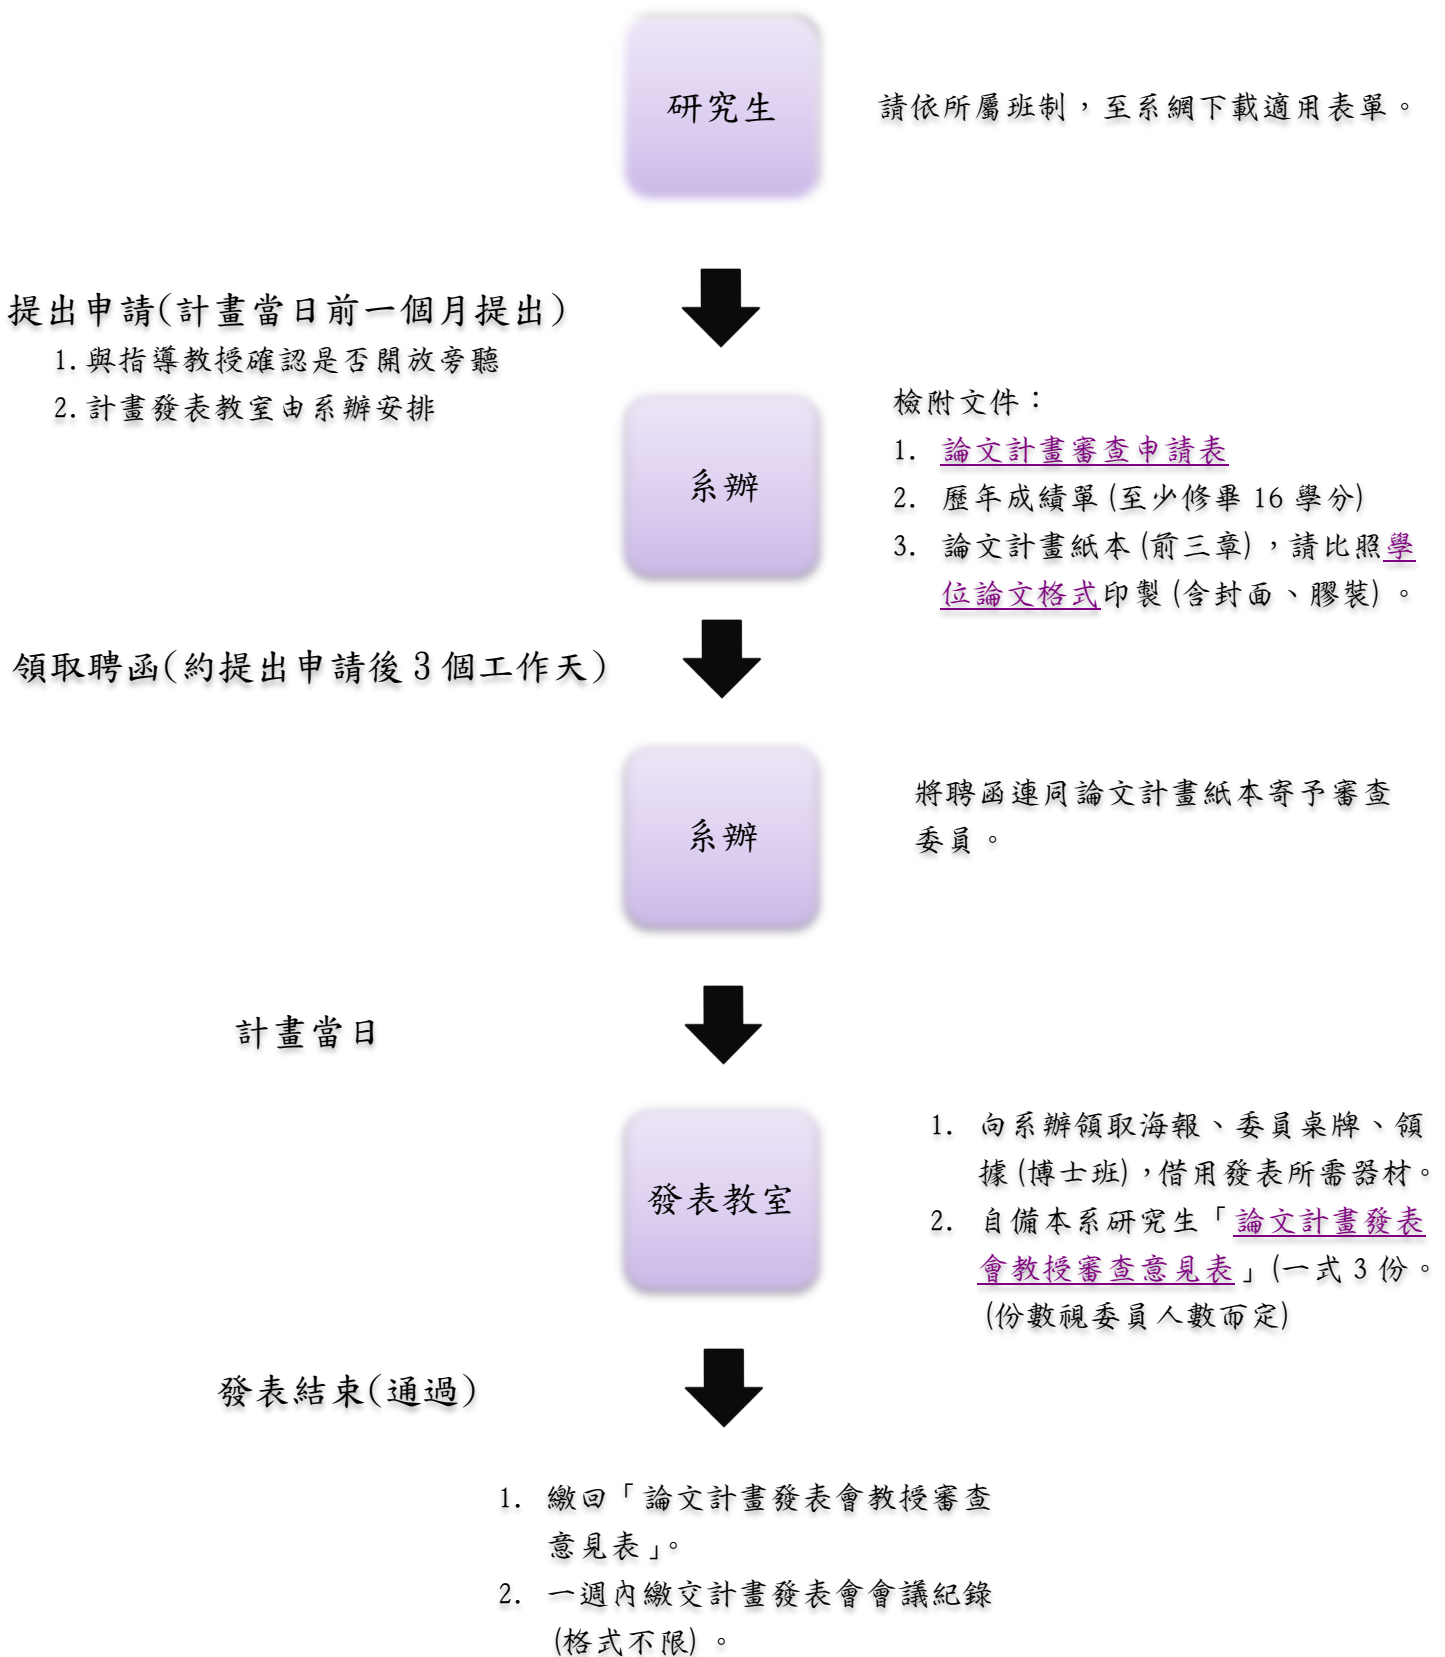 研究生
請依所屬班制，至系網下載適用表單。
提出申請(計畫當日前一個月提出)
1.與指導教授確認是否開放旁聽
2.計畫發表教室由系辦安排
系辦
檢附文件：
1. 論文計畫審查申請表
2. 歷年成績單(至少修畢 16 學分)
3. 論文計畫紙本(前三章)，請比照學
位論文格式印製(含封面、膠裝)。
領取聘函(約提出申請後 3 個工作天)
系辦
將聘函連同論文計畫紙本寄予審查
委員。
計畫當日
發表教室
1. 向系辦領取海報、委員桌牌、領
據(博士班)，借用發表所需器材。
2. 自備本系研究生「論文計畫發表
會教授審查意見表」(一式 3 份。
(份數視委員人數而定)
發表結束(通過)
1. 繳回「論文計畫發表會教授審查
意見表」。
2. 一週內繳交計畫發表會會議紀錄
(格式不限)。